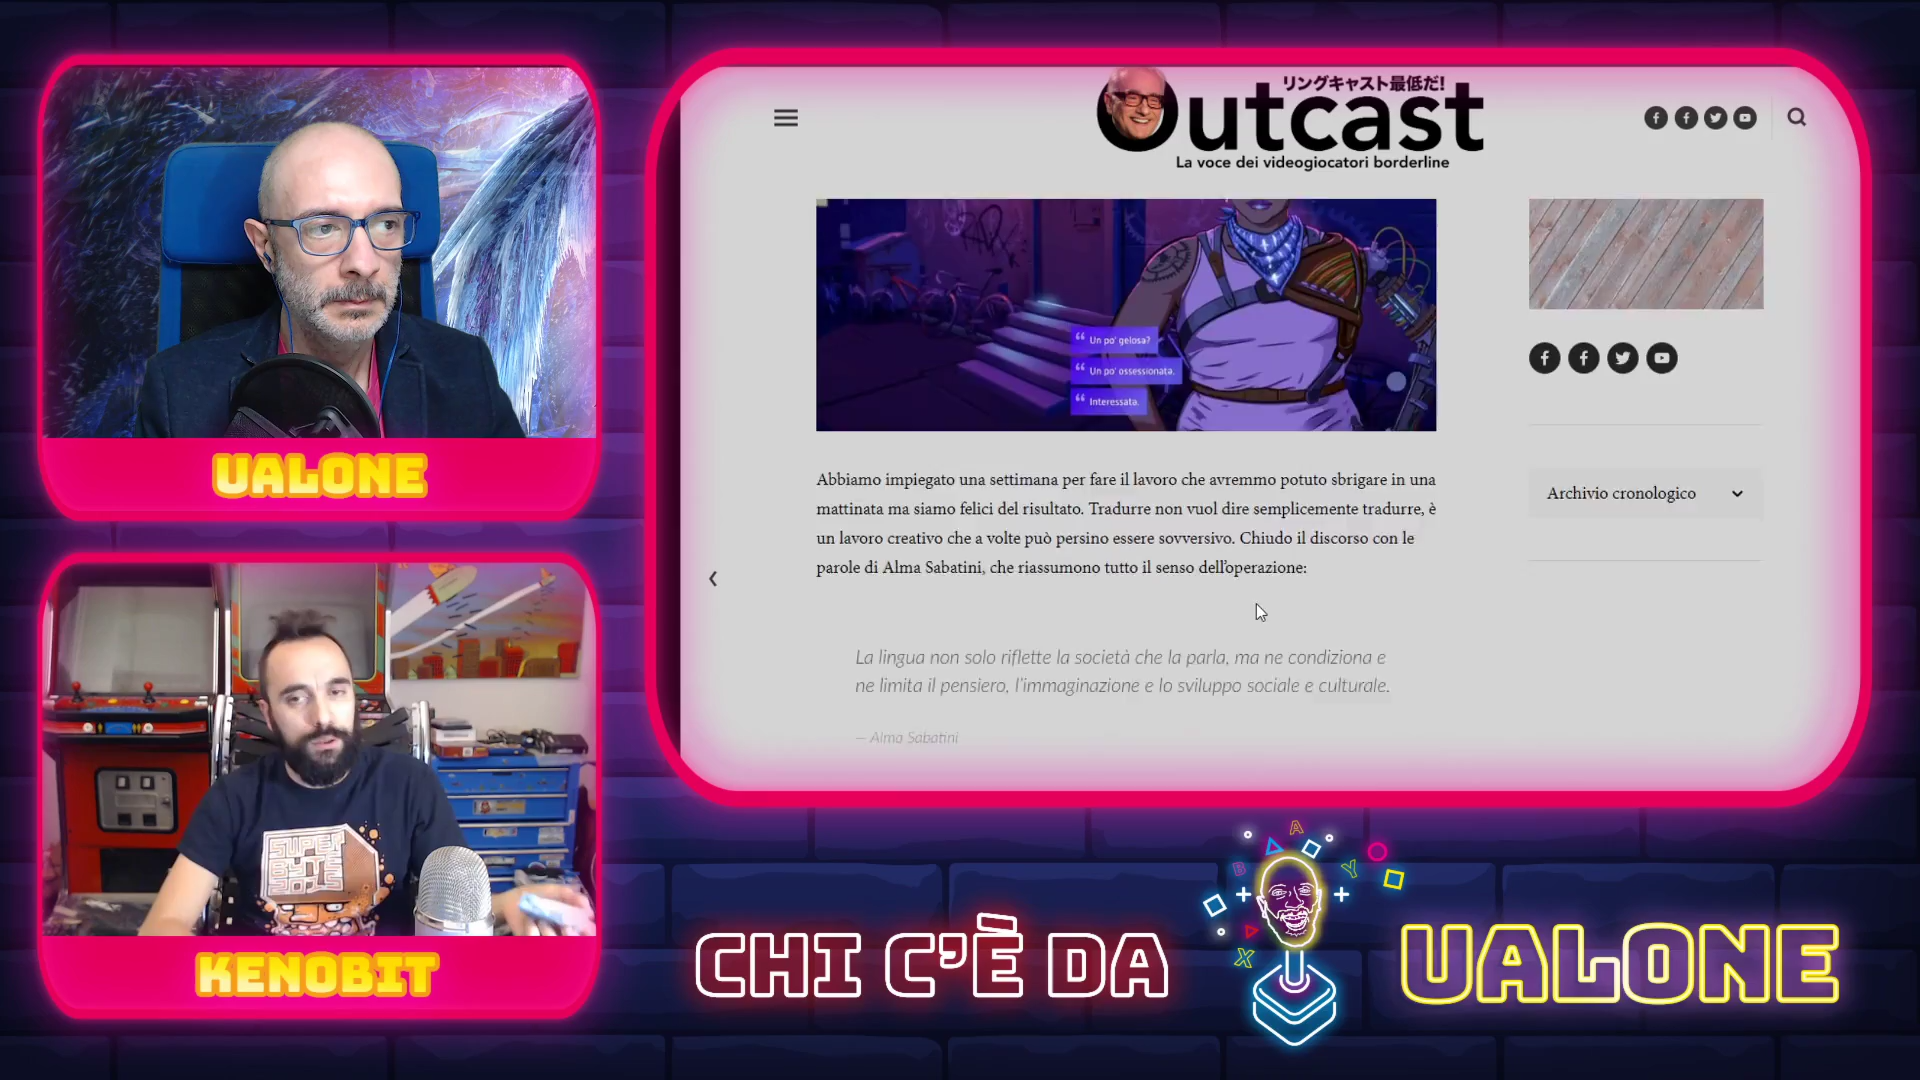 UALONE
SUPER
BYTE
BOIS
KENOBIT
リングキャスト最低だ!
Outcast
La voce dei videogiocatori borderline
“ Un po' gelosa?
“ Un po' ossessionata.
“ Interessata.
Abbiamo impiegato una settimana per fare il lavoro che avremmo potuto sbrigare in una
mattinata ma siamo felici del risultato. Tradurre non vuol dire semplicemente tradurre, è
un lavoro creativo che a volte può persino essere sovversivo. Chiudo il discorso con le
parole di Alma Sabatini, che riassumono tutto il senso dell'operazione:
La lingua non solo riflette la società che la parla, ma ne condiziona e
ne limita il pensiero, l'immaginazione e lo sviluppo sociale e culturale.
— Alma Sabatini
Archivio cronologico
A
B
Y
X
CHI C'È DA
UALONE